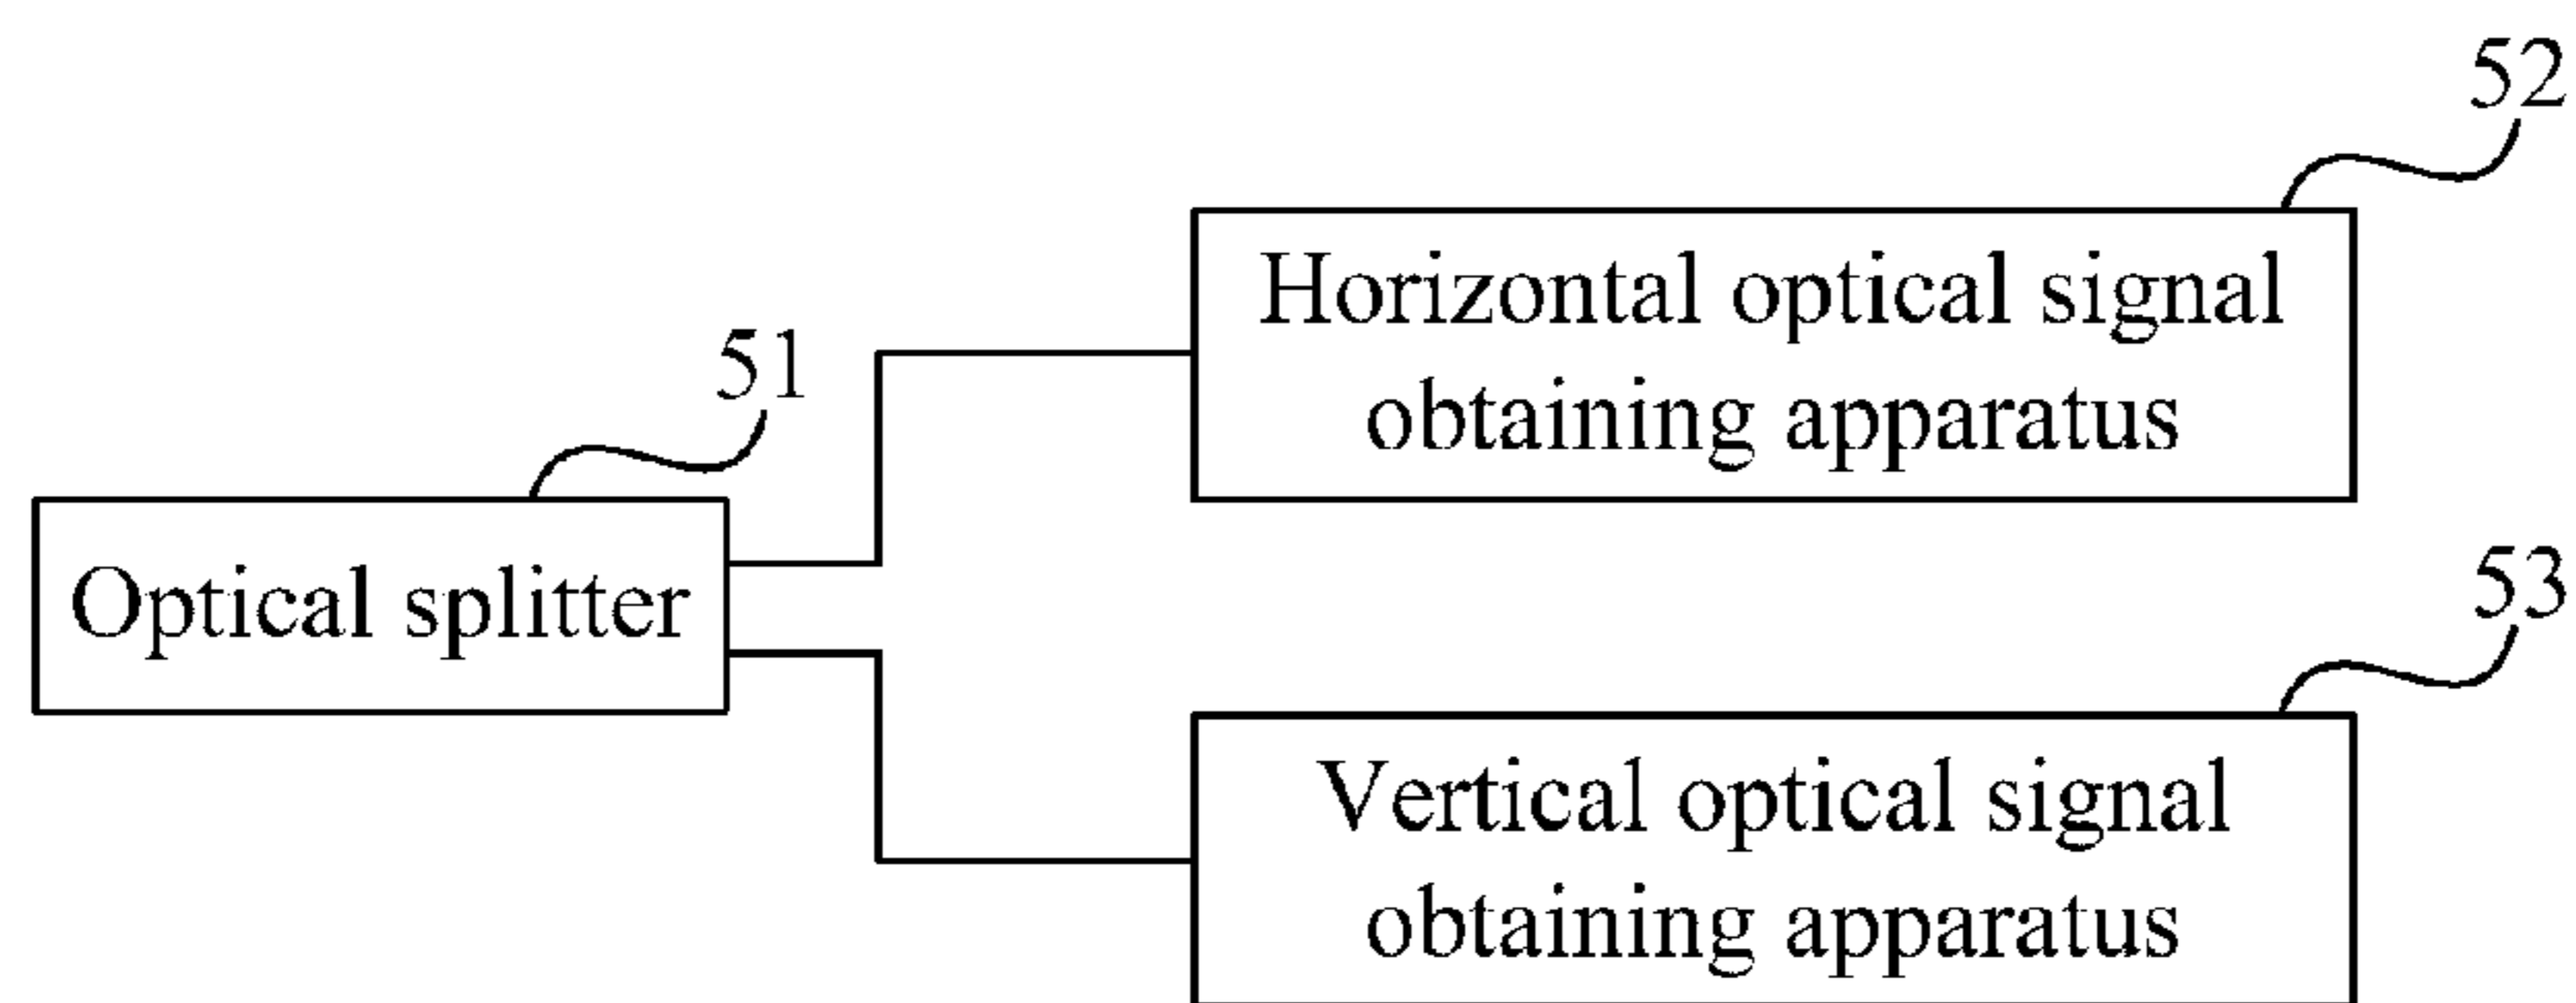 52
Horizontal optical signal
obtaining apparatus
51
Optical splitter
53
Vertical optical signal
obtaining apparatus